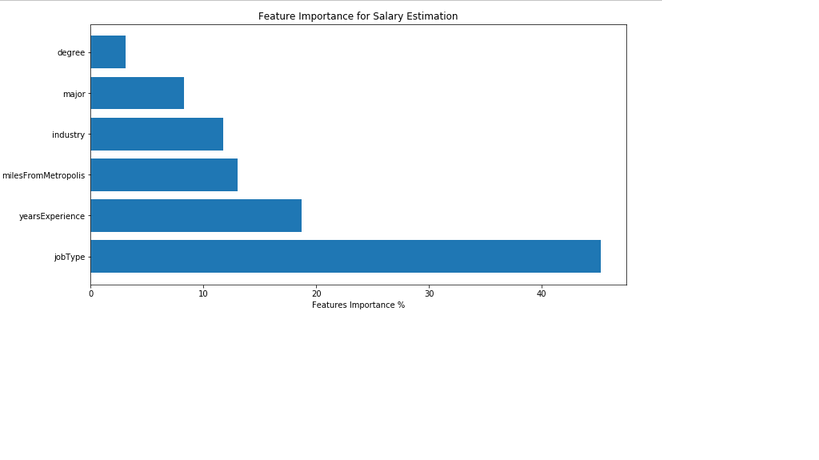 Feature Importance for Salary Estimation
degree
major
industry
milesFromMetropolis
yearsExperience
jobType
0 10 20 30 40
Features Importance %